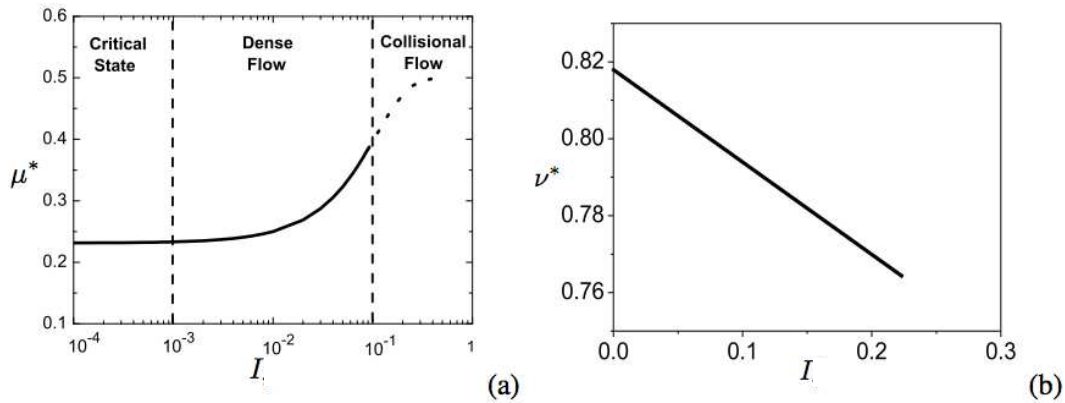 0.6
0.5
0.4
0.3
0.2
0.1
μ*
Critical
State
Dense
Flow
Collisional
Flow
10⁻⁴ 10⁻³ 10⁻² 10⁻¹ 1
I
(a)
0.82
0.80
0.78
0.76
ν*
0.0 0.1 0.2 0.3
I
(b)